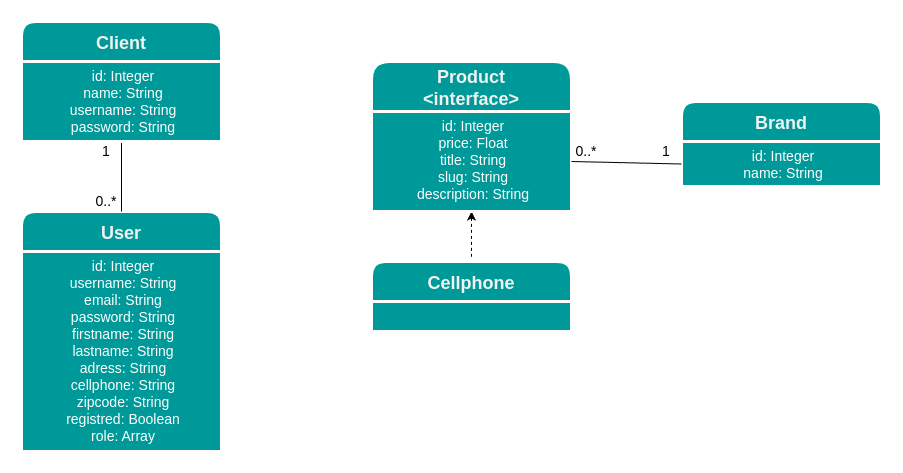 Client
id: Integer
name: String
username: String
password: String
1
0..*
User
id: Integer
username: String
email: String
password: String
firstname: String
lastname: String
adress: String
cellphone: String
zipcode: String
registred: Boolean
role: Array
Product
<interface>
id: Integer
price: Float
title: String
slug: String
description: String
0..*
1
Brand
id: Integer
name: String
Cellphone